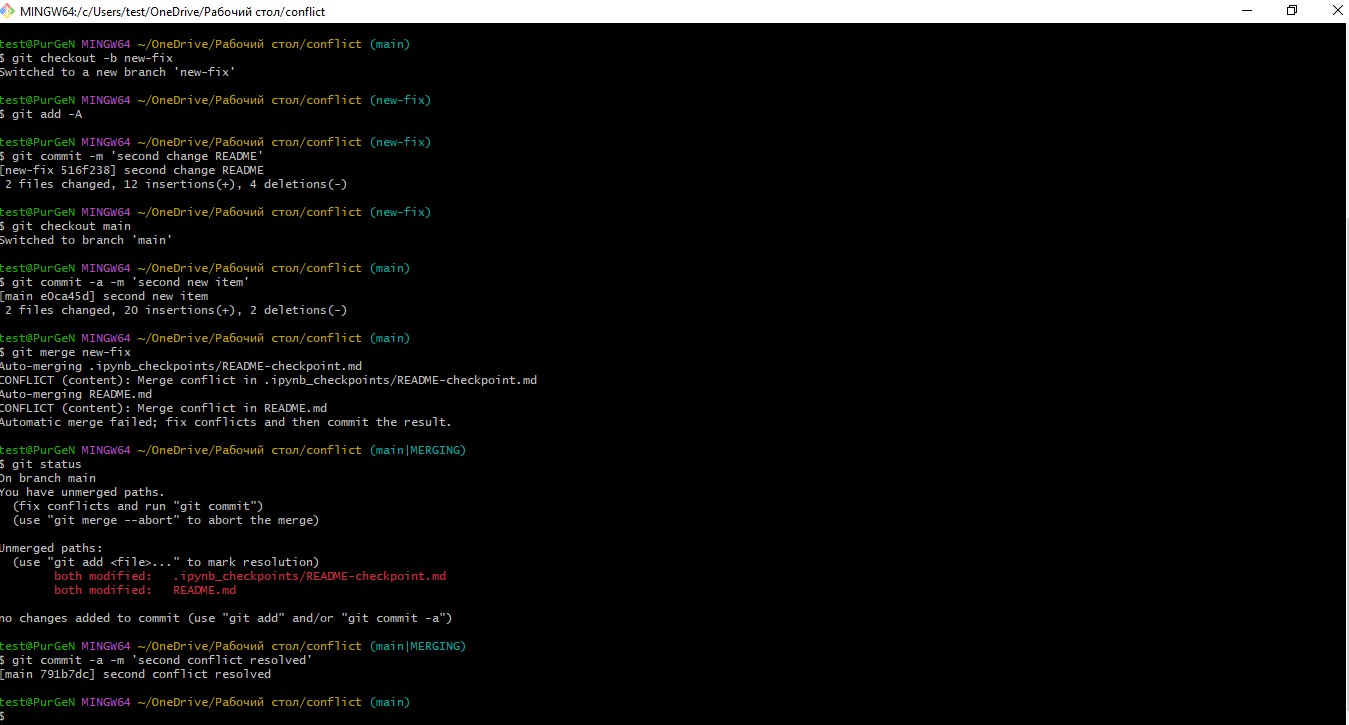 MINGW64:/c/Users/test/OneDrive/Рабочий стол/conflict
test@PurGeN MINGW64 ~/OneDrive/Рабочий стол/conflict (main)
$ git checkout -b new-fix
Switched to a new branch 'new-fix'
test@PurGeN MINGW64 ~/OneDrive/Рабочий стол/conflict (new-fix)
$ git add -A
test@PurGeN MINGW64 ~/OneDrive/Рабочий стол/conflict (new-fix)
$ git commit -m 'second change README'
[new-fix 516f238] second change README
2 files changed, 12 insertions(+), 4 deletions(-)
test@PurGeN MINGW64 ~/OneDrive/Рабочий стол/conflict (new-fix)
$ git checkout main
Switched to branch 'main'
test@PurGeN MINGW64 ~/OneDrive/Рабочий стол/conflict (main)
$ git commit -a -m 'second new item'
[main e0ca45d] second new item
2 files changed, 20 insertions(+), 2 deletions(-)
test@PurGeN MINGW64 ~/OneDrive/Рабочий стол/conflict (main)
$ git merge new-fix
Auto-merging .ipynb_checkpoints/README-checkpoint.md
CONFLICT (content): Merge conflict in .ipynb_checkpoints/README-checkpoint.md
Auto-merging README.md
CONFLICT (content): Merge conflict in README.md
Automatic merge failed; fix conflicts and then commit the result.
test@PurGeN MINGW64 ~/OneDrive/Рабочий стол/conflict (main|MERGING)
$ git status
On branch main
You have unmerged paths.
(fix conflicts and run "git commit")
(use "git merge --abort" to abort the merge)
Unmerged paths:
(use "git add <file>..." to mark resolution)
both modified:   .ipynb_checkpoints/README-checkpoint.md
both modified:   README.md
no changes added to commit (use "git add" and/or "git commit -a")
test@PurGeN MINGW64 ~/OneDrive/Рабочий стол/conflict (main|MERGING)
$ git commit -a -m 'second conflict resolved'
[main 791b7dc] second conflict resolved
test@PurGeN MINGW64 ~/OneDrive/Рабочий стол/conflict (main)
$